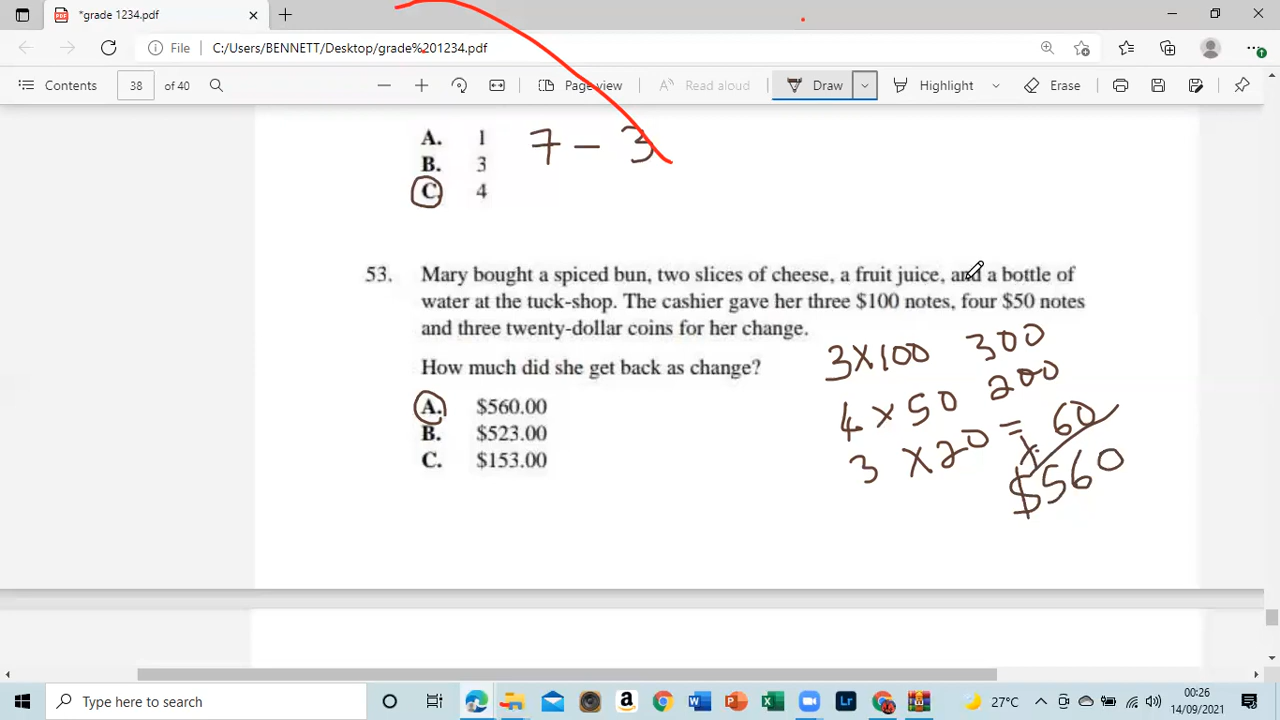 *grade 1234.pdf
File C:/Users/BENNETT/Desktop/grade%201234.pdf
Contents 38 of 40 Page view Read aloud Draw Highlight Erase
A. 1 7 - 3
B. 3
C. 4
53. Mary bought a spiced bun, two slices of cheese, a fruit juice, and a bottle of
water at the tuck-shop. The cashier gave her three $100 notes, four $50 notes
and three twenty-dollar coins for her change.
How much did she get back as change?
A. $560.00
B. $523.00
C. $153.00
3X100 300
4 X 50 200
3 X20 = 60
$560
Type here to search
Lr
27°C
00:26
14/09/2021